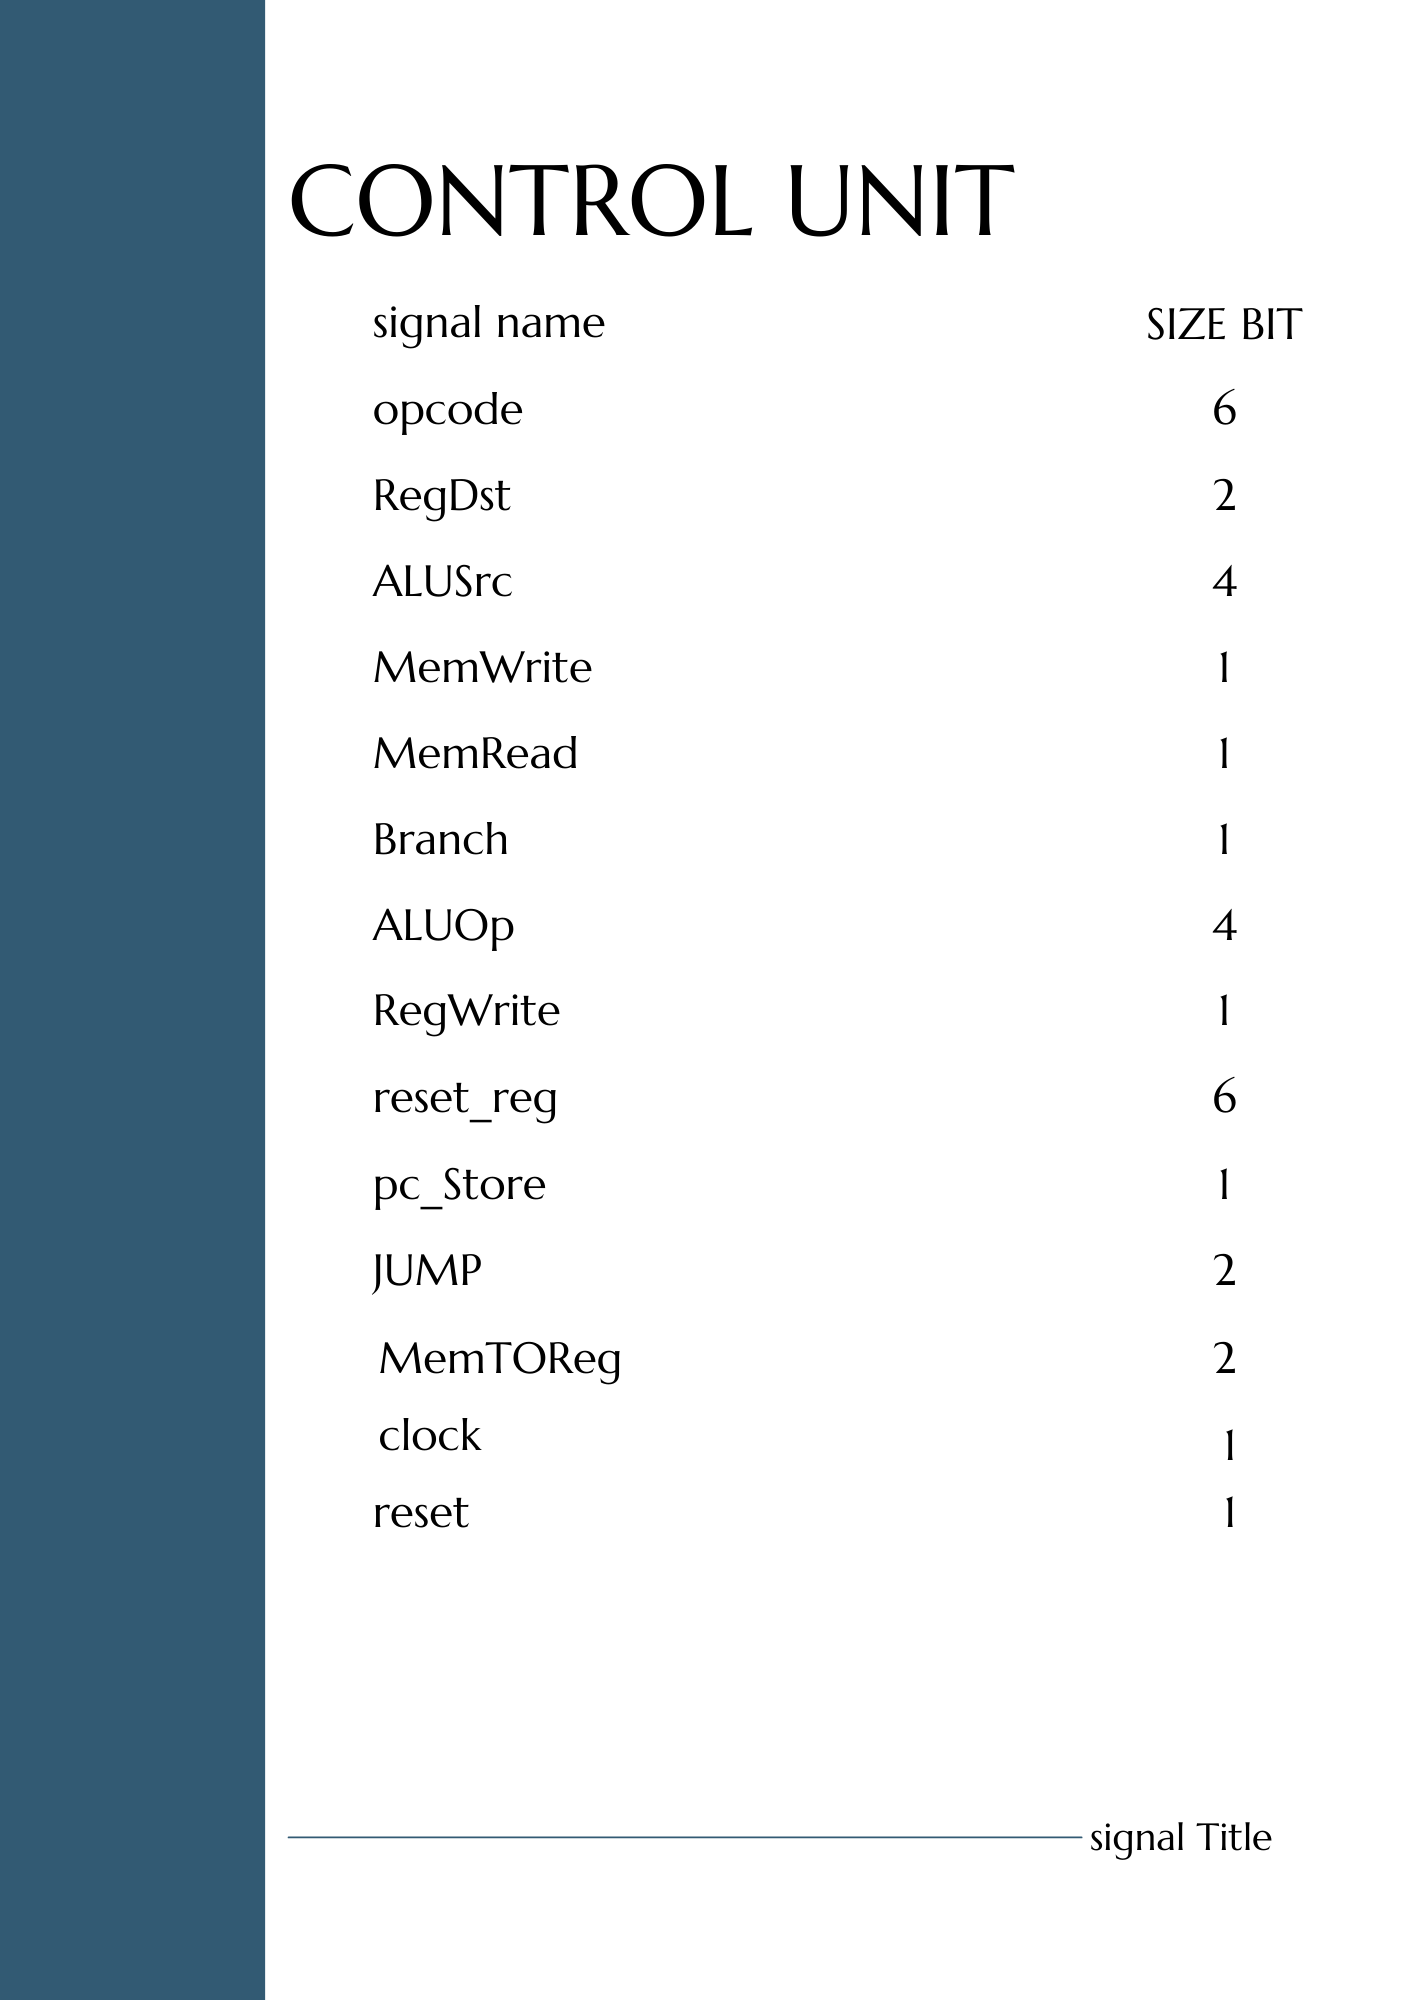 CONTROL UNIT
signal name SIZE BIT
opcode 6
RegDst 2
ALUSrc 4
MemWrite 1
MemRead 1
Branch 1
ALUOp 4
RegWrite 1
reset_reg 6
pc_Store 1
JUMP 2
MemTOReg 2
clock 1
reset 1
signal Title